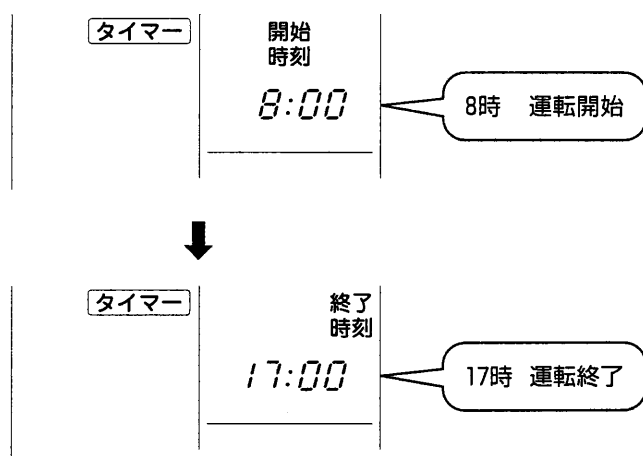 タイマー
開始
時刻
8:00
8時 運転開始
タイマー
終了
時刻
17:00
17時 運転終了